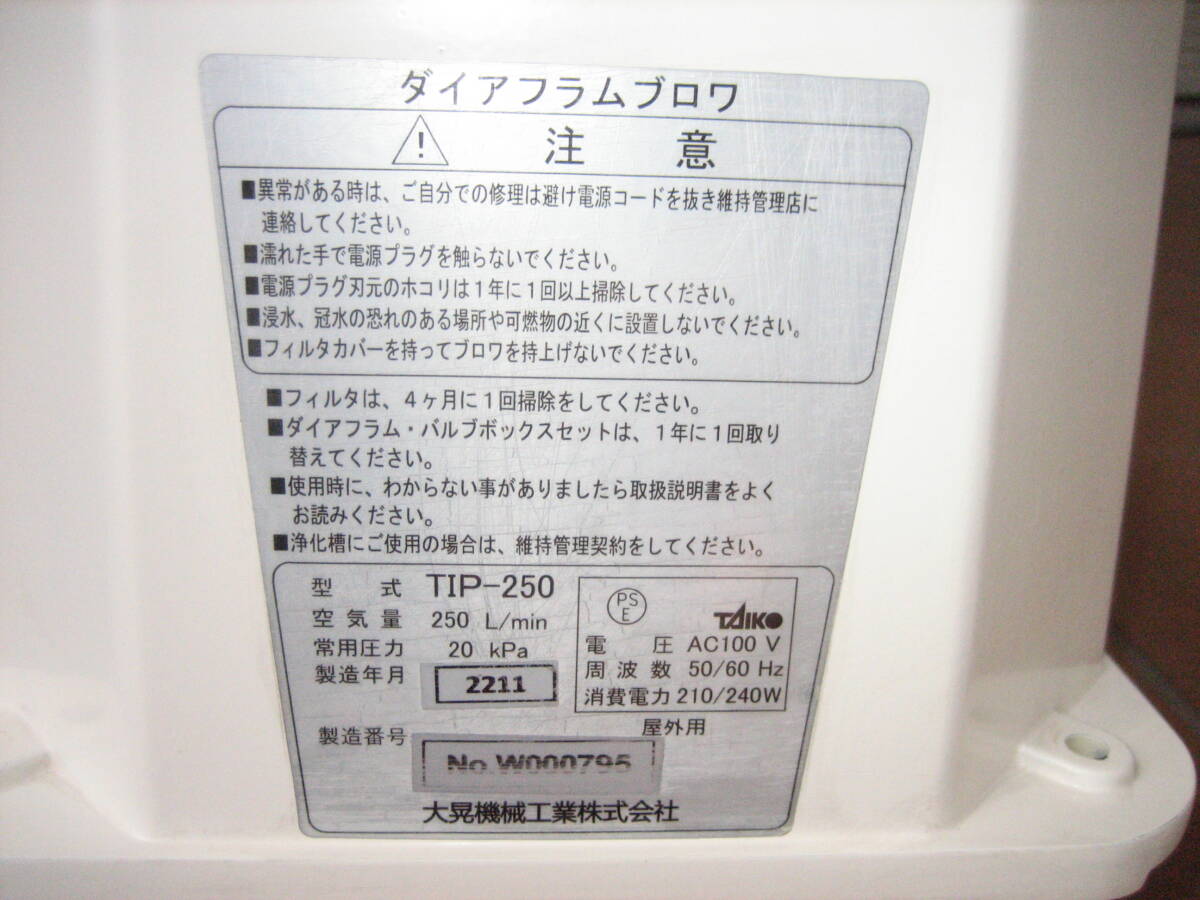 ダイアフラムブロワ
注　意
■異常がある時は、ご自分での修理は避け電源コードを抜き維持管理店に
連絡してください。
■濡れた手で電源プラグを触らないでください。
■電源プラグ刃元のホコリは１年に１回以上掃除してください。
■浸水、冠水の恐れのある場所や可燃物の近くに設置しないでください。
■フィルタカバーを持ってブロワを持上げないでください。
■フィルタは、４ヶ月に１回掃除をしてください。
■ダイアフラム・バルブボックスセットは、１年に１回取り
替えてください。
■使用時に、わからない事がありましたら取扱説明書をよく
お読みください。
■浄化槽にご使用の場合は、維持管理契約をしてください。
型　式 TIP-250
空気量 250 L/min
常用圧力 20 kPa
製造年月 2211
PS
E
TAIKO
電　圧 AC100 V
周波数 50/60 Hz
消費電力 210/240W
屋外用
製造番号 No.W000795
大晃機械工業株式会社